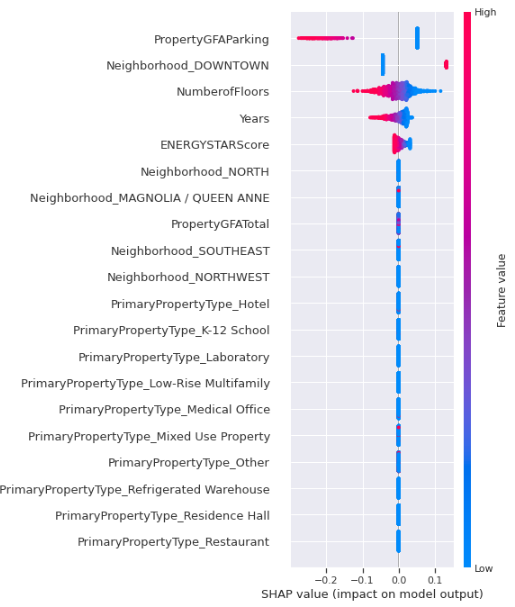 High
PropertyGFAParking
Neighborhood_DOWNTOWN
NumberofFloors
Years
ENERGYSTARScore
Neighborhood_NORTH
Neighborhood_MAGNOLIA / QUEEN ANNE
PropertyGFATotal
Neighborhood_SOUTHEAST
Neighborhood_NORTHWEST
PrimaryPropertyType_Hotel
PrimaryPropertyType_K-12 School
PrimaryPropertyType_Laboratory
PrimaryPropertyType_Low-Rise Multifamily
PrimaryPropertyType_Medical Office
PrimaryPropertyType_Mixed Use Property
PrimaryPropertyType_Other
PrimaryPropertyType_Refrigerated Warehouse
PrimaryPropertyType_Residence Hall
PrimaryPropertyType_Restaurant
Feature value
Low
−0.2 −0.1 0.0 0.1
SHAP value (impact on model output)